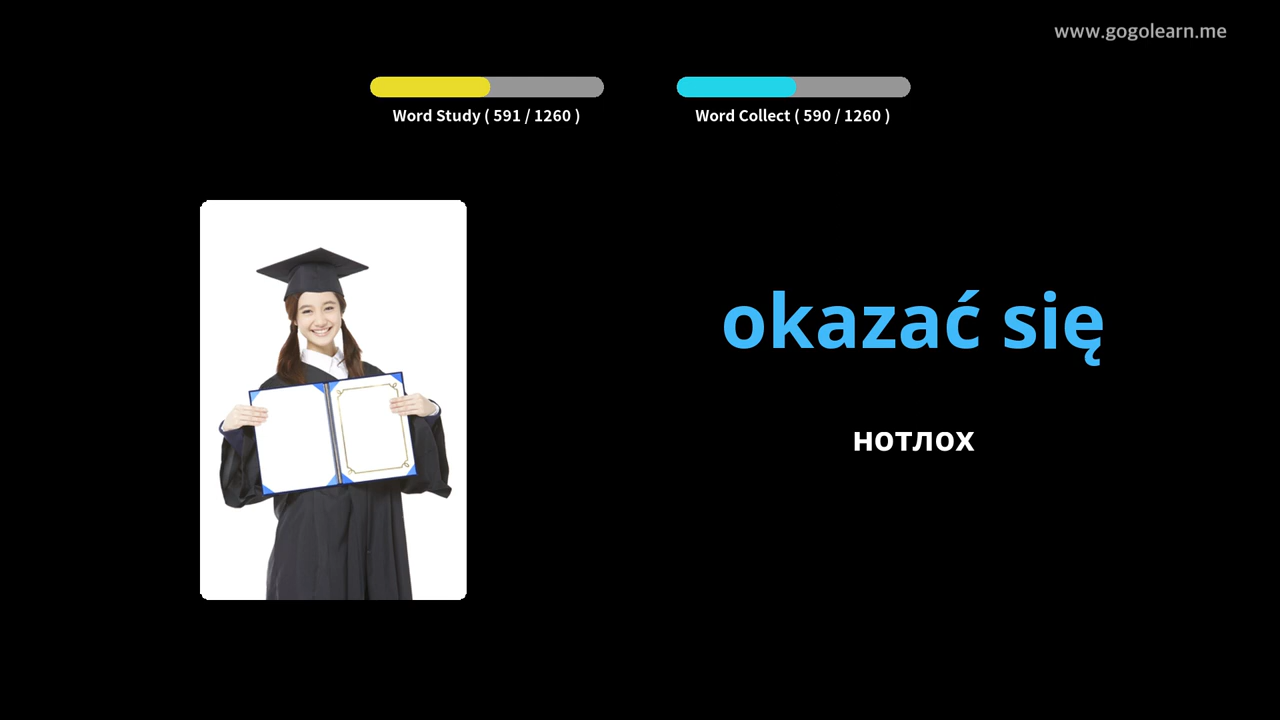 www.gogolearn.me
Word Study ( 591 / 1260 )
Word Collect ( 590 / 1260 )
okazać się
нотлох